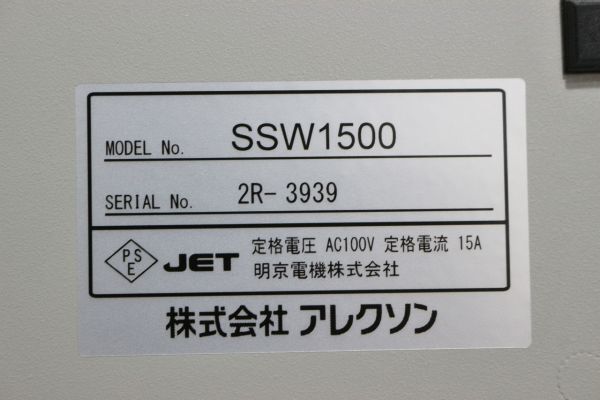 MODEL No. SSW1500
SERIAL No. 2R-3939
PSE JET 定格電圧 AC100V 定格電流 15A
明京電機株式会社
株式会社 アレクソン